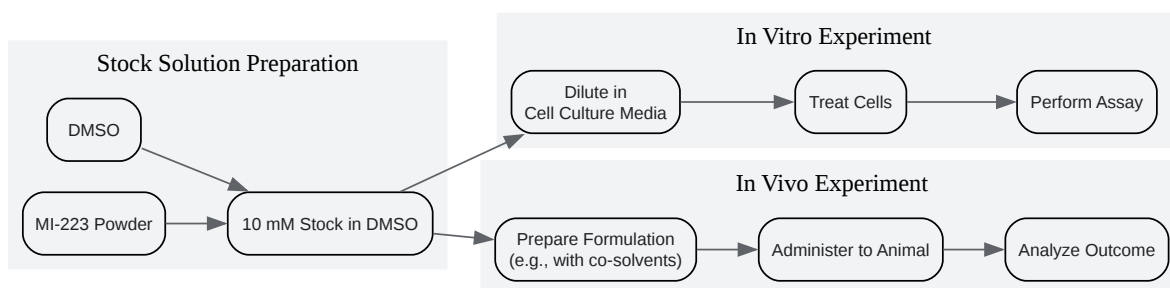 Stock Solution Preparation
DMSO
MI-223 Powder
10 mM Stock in DMSO
In Vitro Experiment
Dilute in
Cell Culture Media
Treat Cells
Perform Assay
In Vivo Experiment
Prepare Formulation
(e.g., with co-solvents)
Administer to Animal
Analyze Outcome